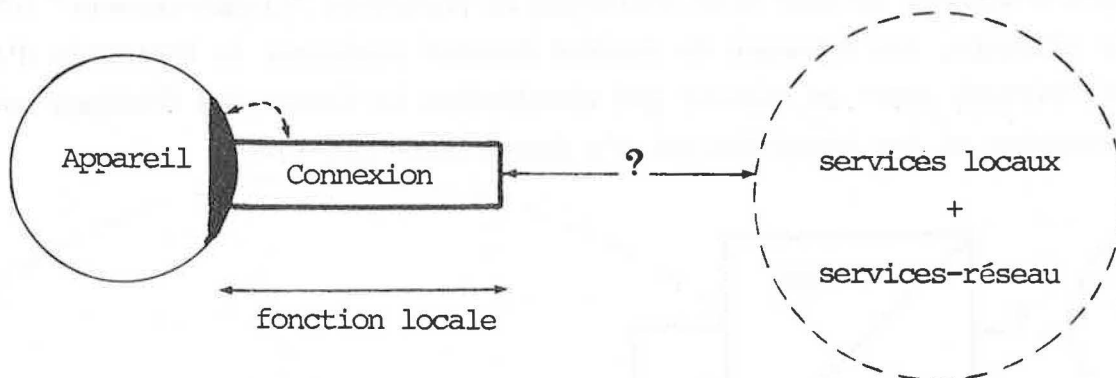 Appareil
Connexion
?
services locaux
+
services-réseau
fonction locale